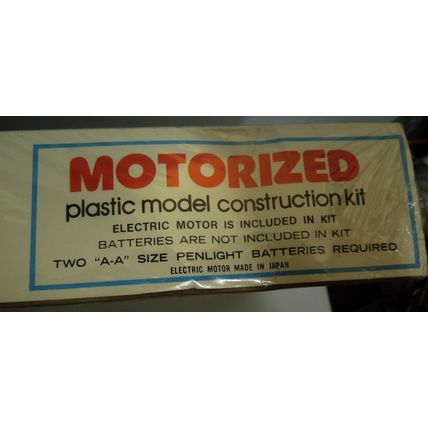 MOTORIZED
plastic model construction kit
ELECTRIC MOTOR IS INCLUDED IN KIT
BATTERIES ARE NOT INCLUDED IN KIT
TWO "A-A" SIZE PENLIGHT BATTERIES REQUIRED
ELECTRIC MOTOR MADE IN JAPAN